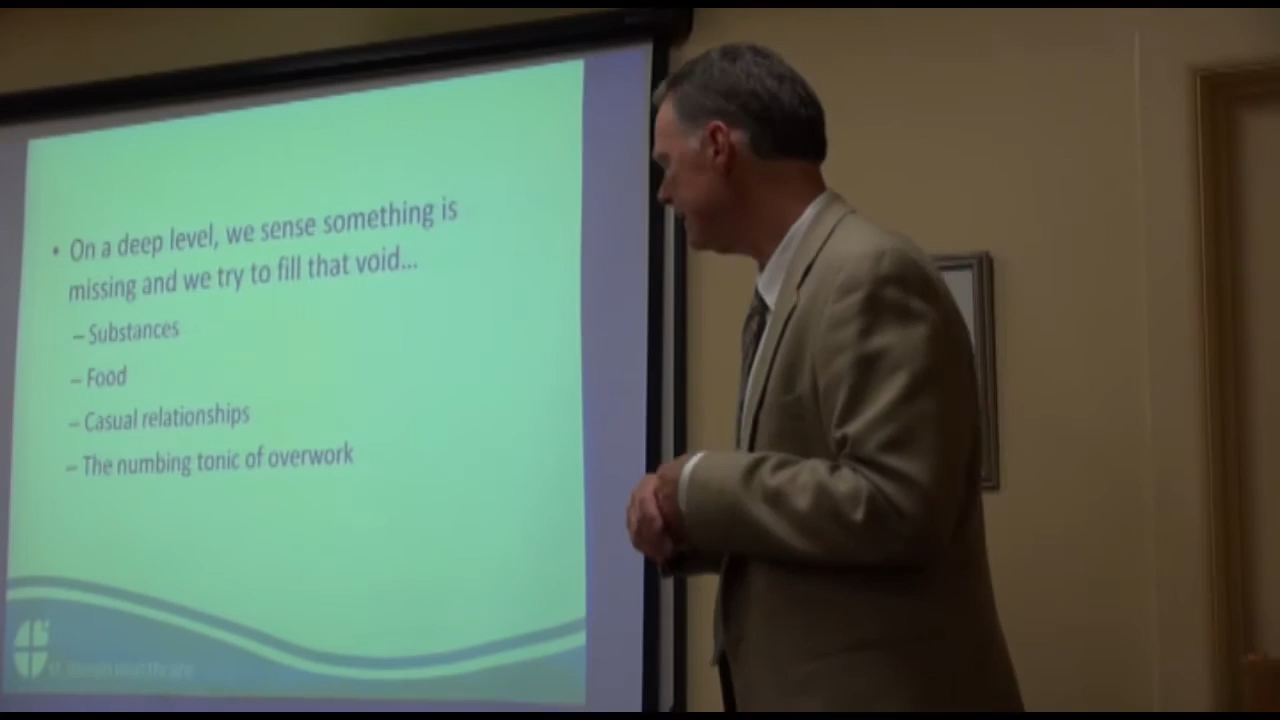 • On a deep level, we sense something is
missing and we try to fill that void...
– Substances
– Food
– Casual relationships
– The numbing tonic of overwork